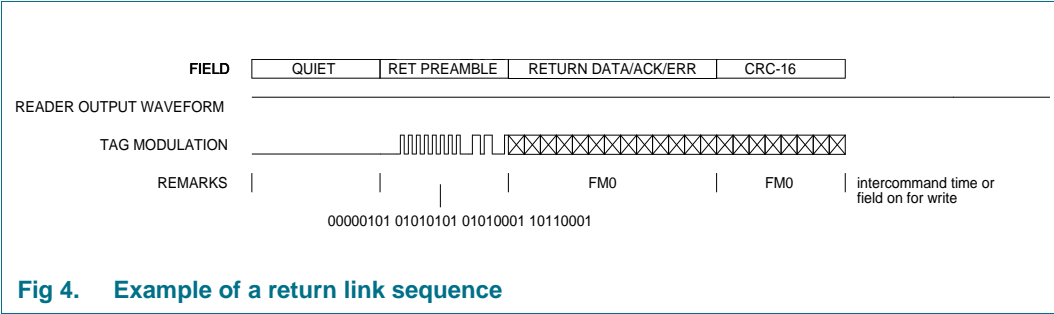 FIELD QUIET RET PREAMBLE RETURN DATA/ACK/ERR CRC-16
READER OUTPUT WAVEFORM
TAG MODULATION
REMARKS FM0 FM0 intercommand time or
field on for write
00000101 01010101 01010001 10110001
Fig 4. Example of a return link sequence